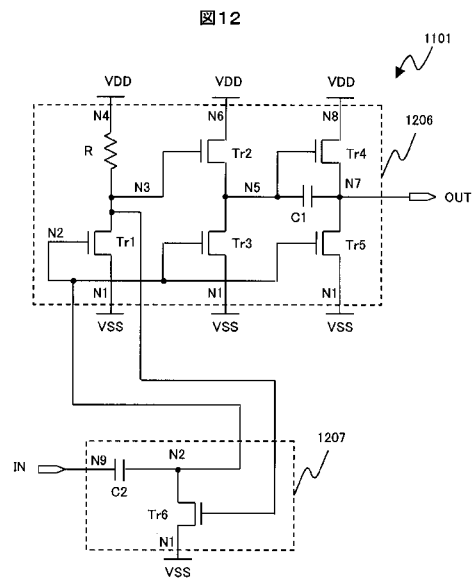 図12
1101
VDD VDD VDD
N4 N6 N8
1206
R Tr2 Tr4
N3 N5 N7
OUT
C1
N2
Tr1 Tr3 Tr5
N1 N1 N1
VSS VSS VSS
1207
IN N9 N2
C2
Tr6
N1
VSS